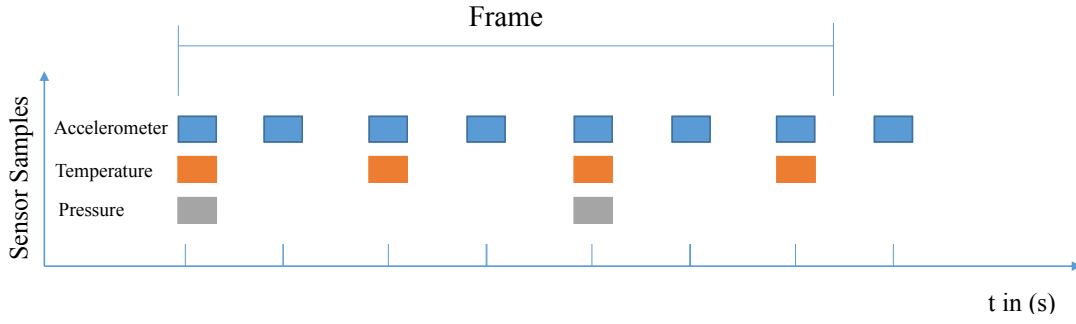 Frame
Sensor Samples
Accelerometer
Temperature
Pressure
t in (s)